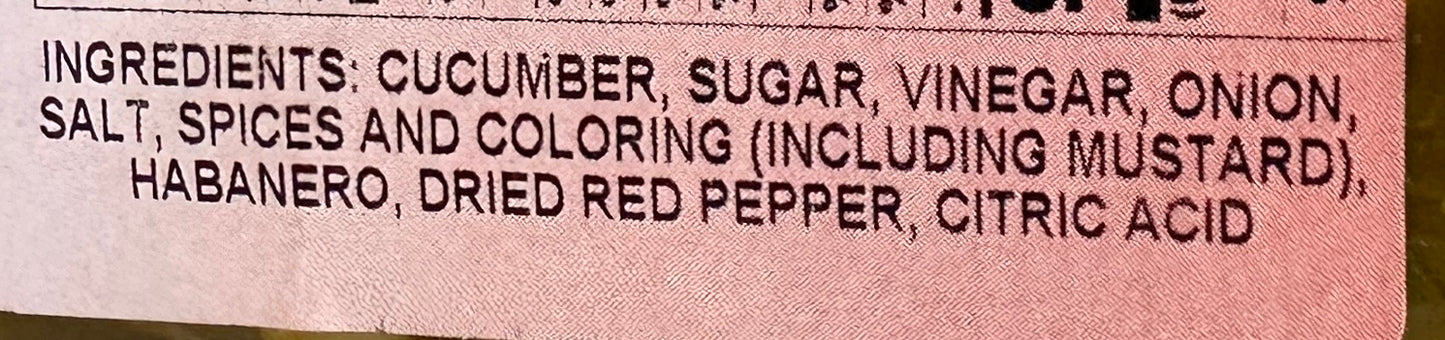 INGREDIENTS: CUCUMBER, SUGAR, VINEGAR, ONION,
SALT, SPICES AND COLORING (INCLUDING MUSTARD),
HABANERO, DRIED RED PEPPER, CITRIC ACID